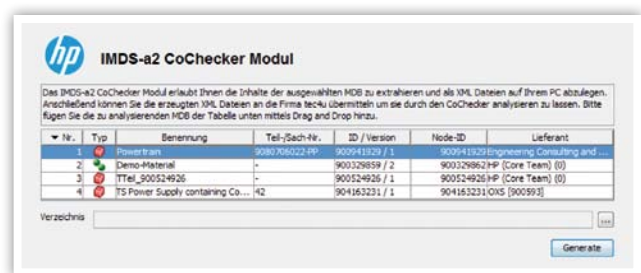 hp
IMDS-a2 CoChecker Modul
Das IMDS-a2 CoChecker Modul erlaubt Ihnen die Inhalte der ausgewählten MDB zu extrahieren und als XML Dateien auf Ihrem PC abzulegen.
Anschließend können Sie die erzeugten XML Dateien an die Firma tec4u übermitteln um sie durch den CoChecker analysieren zu lassen. Bitte
fügen Sie die zu analysierenden MDB der Tabelle unten mittels Drag and Drop hinzu.
Nr. Typ Benennung Teil-/Sach-Nr. ID / Version Node-ID Lieferant
1 Powertrain 9080706022-PP 900941929 / 1 900941929 Engineering Consulting and ...
2 Demo-Material - 900329859 / 2 900329862 HP (Core Team) (0)
3 TTeil_900524926 - 900524926 / 1 900524926 HP (Core Team) (0)
4 TS Power Supply containing Co... 42 904163231 / 1 904163231 OXS [900593]
Verzeichnis ...
Generate